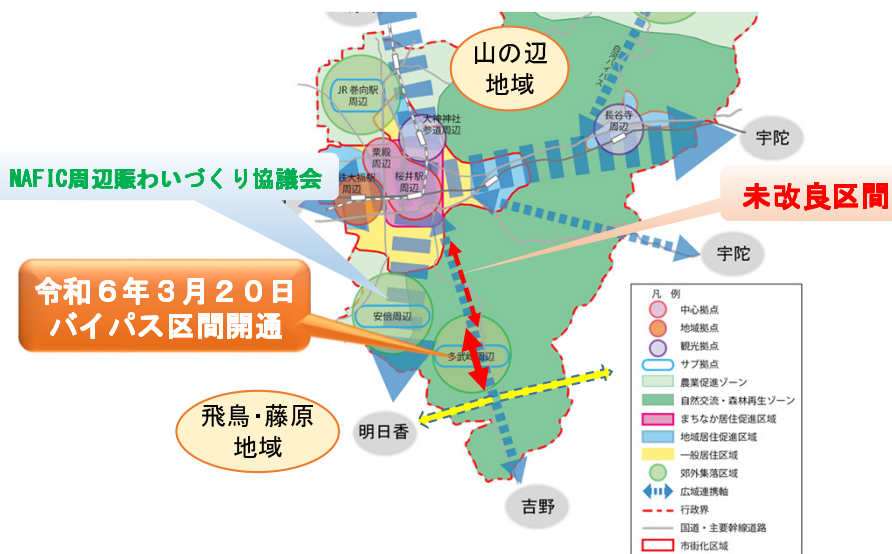 山の辺
地域
JR巻向駅
周辺
大神神社
参道周辺
長谷寺
周辺
宇陀
粟殿
周辺
大福駅
周辺
桜井駅
周辺
NAFIC周辺賑わいづくり協議会
未改良区間
宇陀
令和6年3月20日
バイパス区間開通
安倍周辺
多武峰周辺
飛鳥・藤原
地域
明日香
吉野
凡 例
中心拠点
地域拠点
観光拠点
サブ拠点
農業促進ゾーン
自然交流・森林再生ゾーン
まちなか居住促進区域
地域居住促進区域
一般居住区域
郊外集落区域
広域連携軸
行政界
国道・主要幹線道路
市街化区域